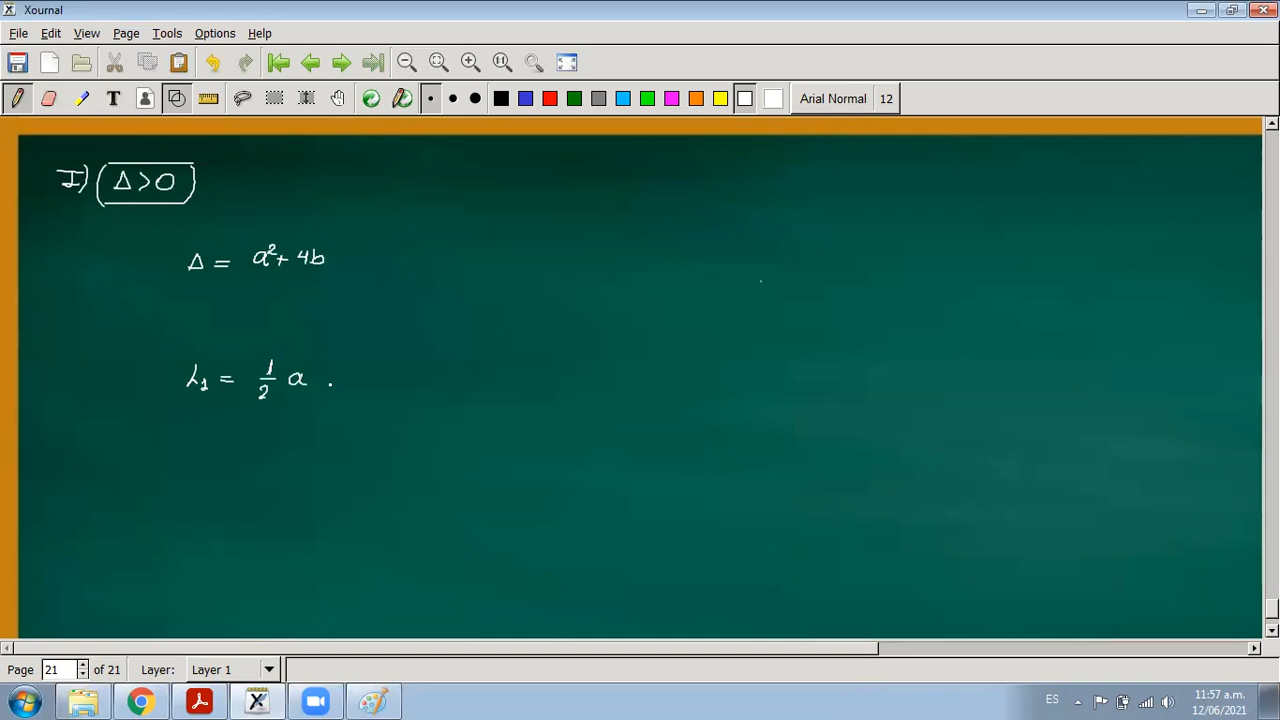 Xournal
File Edit View Page Tools Options Help
Arial Normal 12
I) Δ>0
Δ = a²+ 4b
λ₁ = 1/2 a .
Page 21 of 21 Layer: Layer 1
ES 11:57 a.m.
12/06/2021